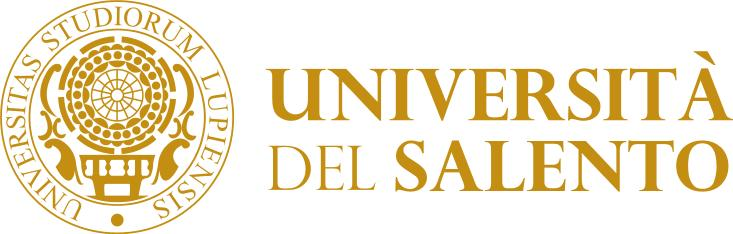 UNIVERSITAS STUDIORUM LUPIENSIS
UNIVERSITÀ
DEL SALENTO